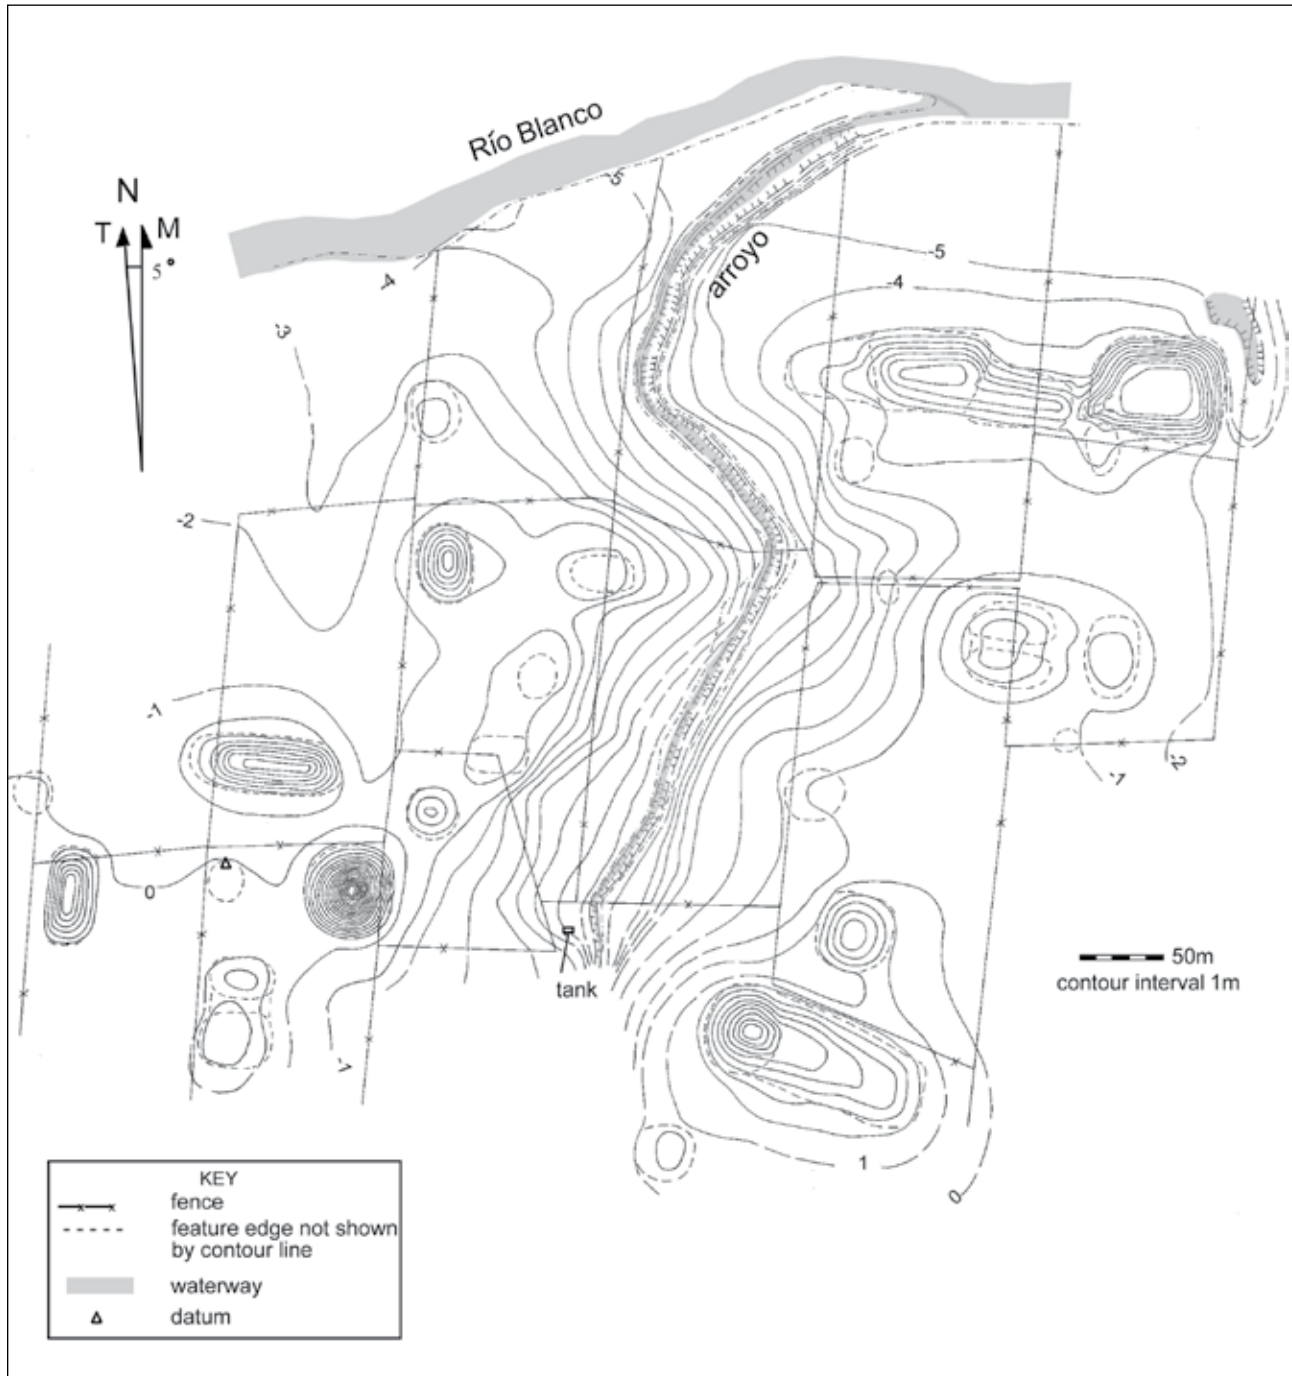 Río Blanco
N
T M
5°
-5
arroyo
-5
-4
-4
-3
-2
-1
-1
-2
0
50m
contour interval 1m
tank
-1
1
0
KEY
fence
feature edge not shown
by contour line
waterway
datum